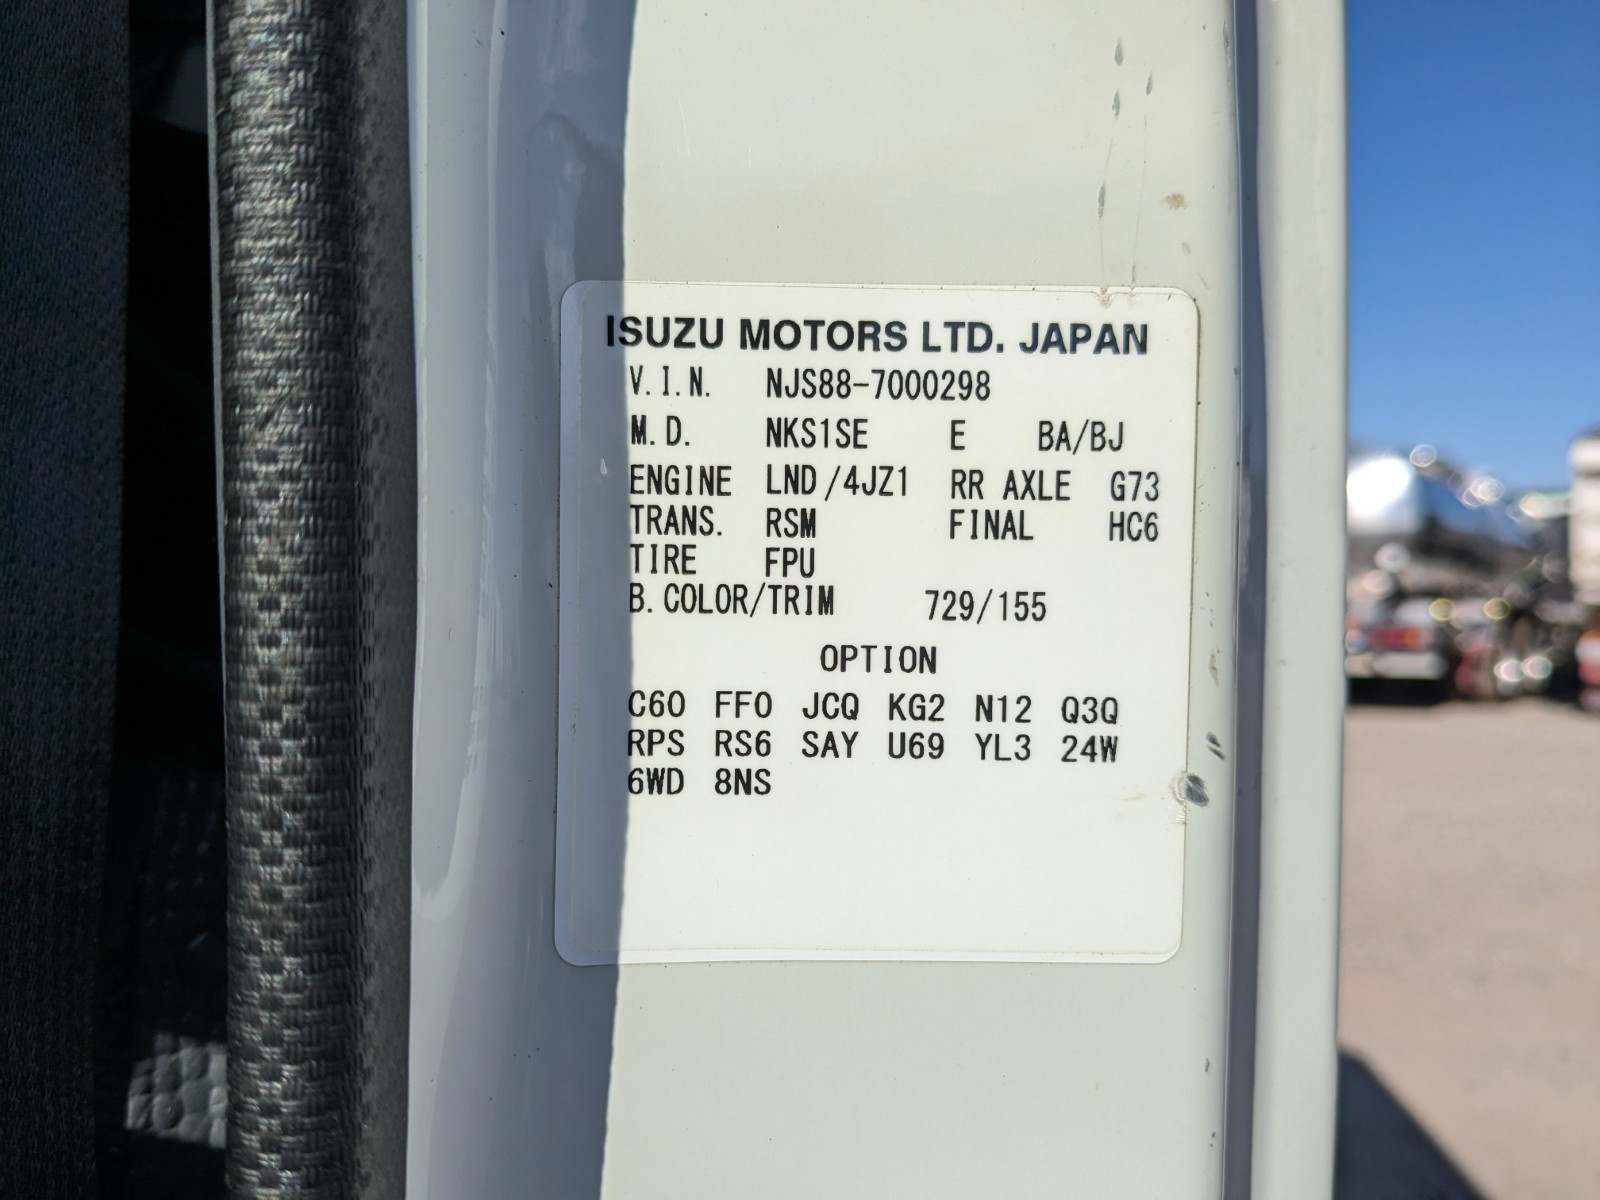 ISUZU MOTORS LTD. JAPAN
V.I.N. NJS88-7000298
M.D. NKS1SE E BA/BJ
ENGINE LND/4JZ1 RR AXLE G73
TRANS. RSM FINAL HC6
TIRE FPU
B.COLOR/TRIM 729/155
OPTION
C60 FF0 JCQ KG2 N12 Q3Q
RPS RS6 SAY U69 YL3 24W
6WD 8NS